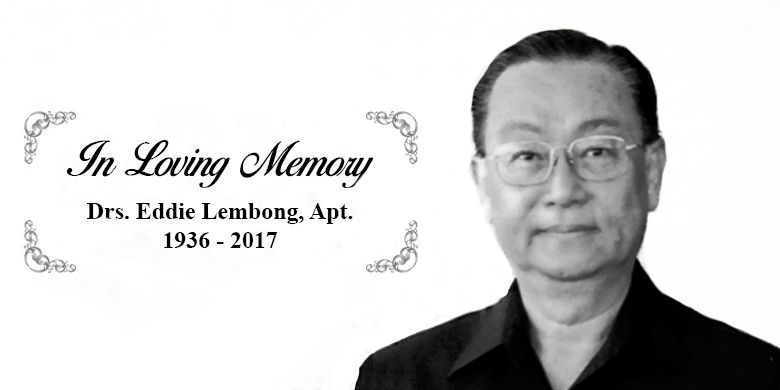 In Loving Memory
Drs. Eddie Lembong, Apt.
1936 - 2017